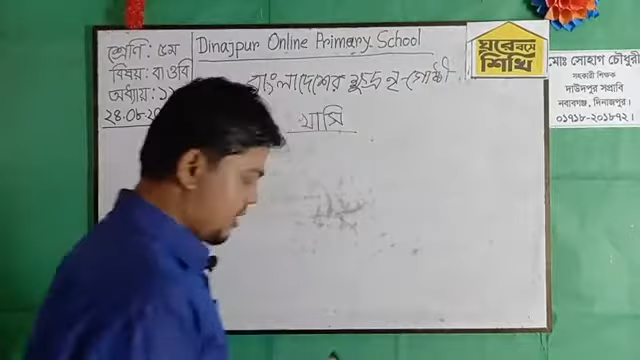 শ্রেণি: ৫ম
বিষয়: বাওবি
অধ্যায়: ১১
২৪.০৮.২০
Dinajpur Online Primary School
বাংলাদেশের ক্ষুদ্র নৃ-গোষ্ঠী
খাসি
ঘরে বসে
শিখি
মোঃ সোহাগ চৌধুরী
সহকারী শিক্ষক
দাউদপুর সপ্রাবি
নবাবগঞ্জ, দিনাজপুর।
০১৭১৮-২০১৮৭২।